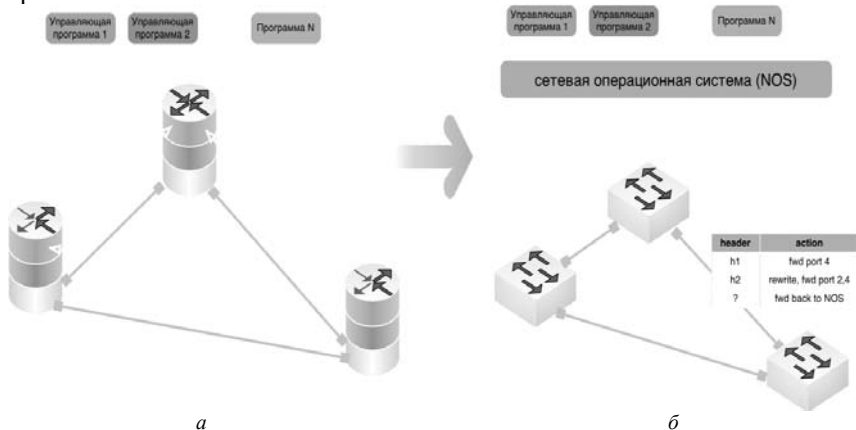 Управляющая
программа 1
Управляющая
программа 2
Программа N
Управляющая
программа 1
Управляющая
программа 2
Программа N
сетевая операционная система (NOS)
header action
h1 fwd port 4
h2 rewrite, fwd port 2,4
? fwd back to NOS
а
б